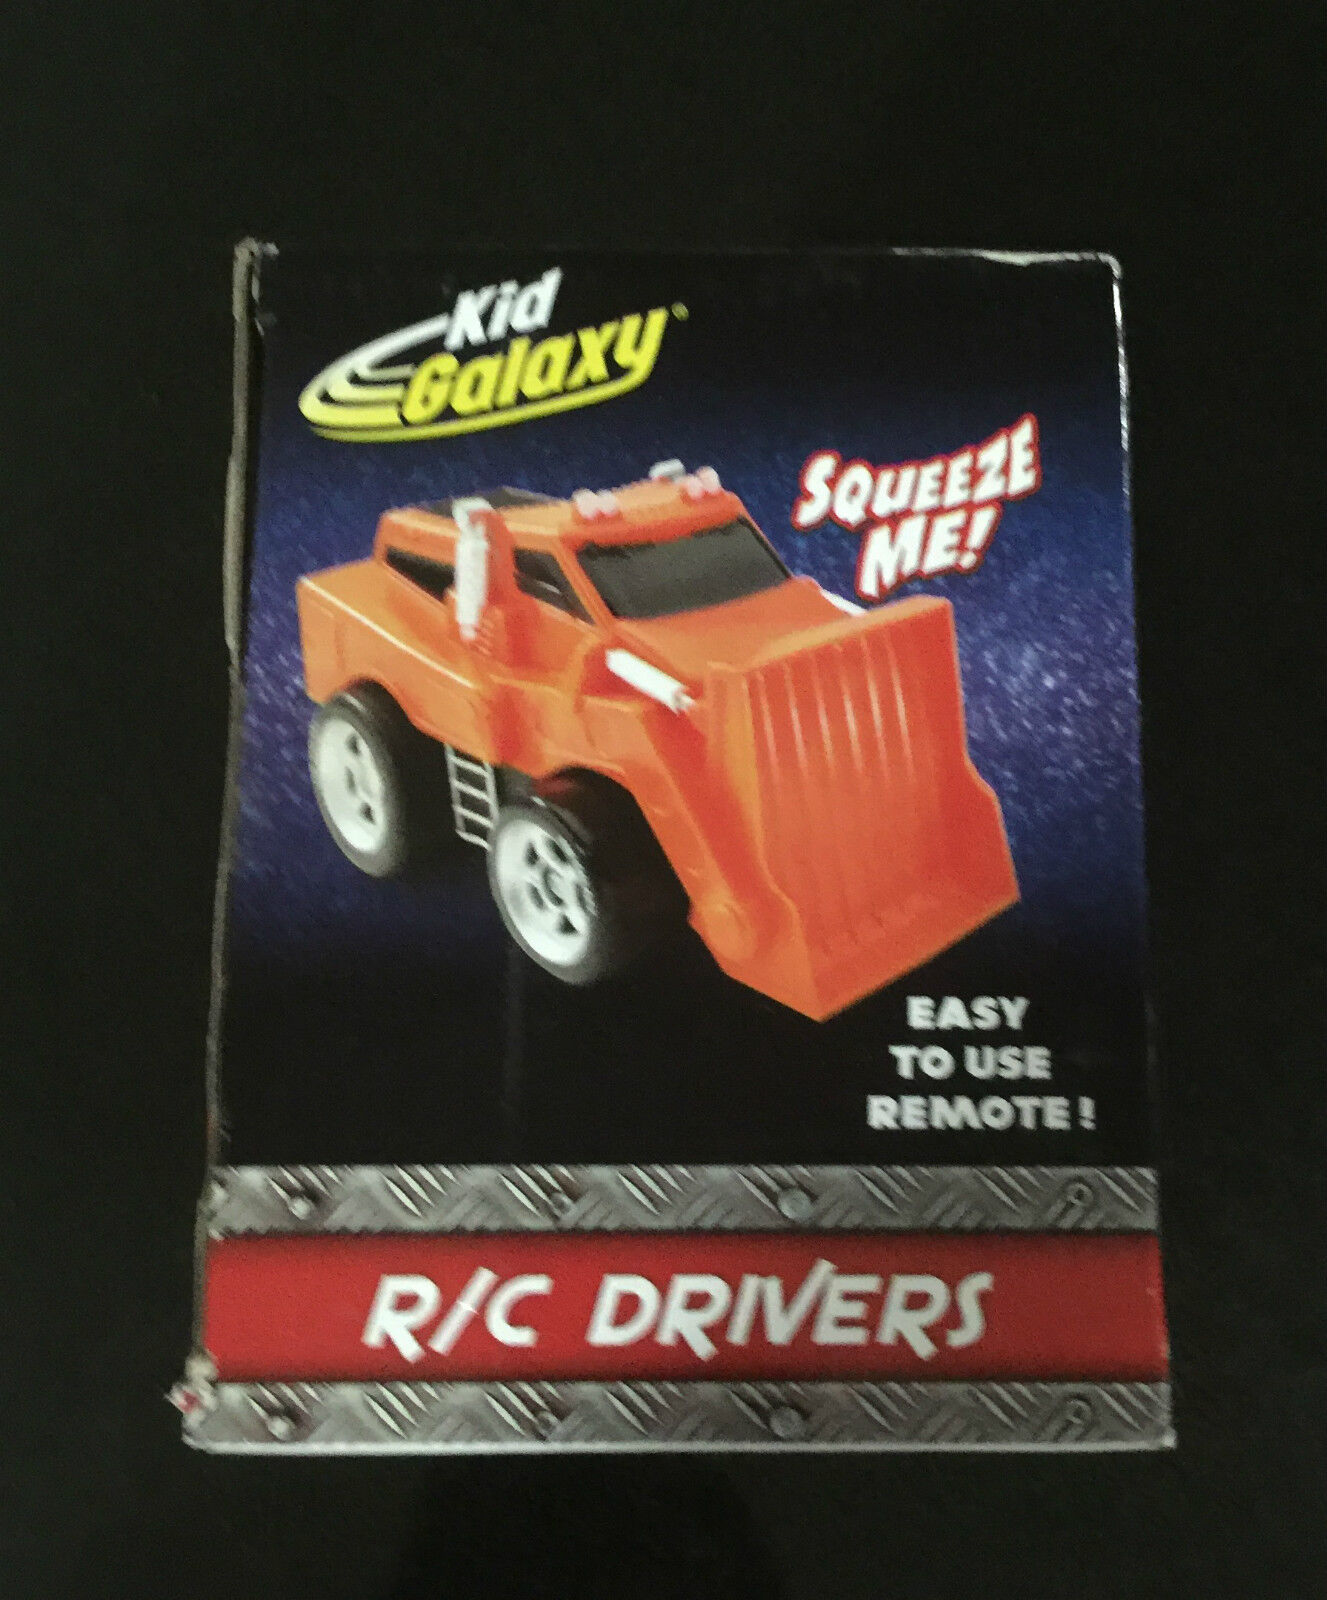 Kid
Galaxy
SQUEEZE
ME!
EASY
TO USE
REMOTE!
R/C DRIVERS